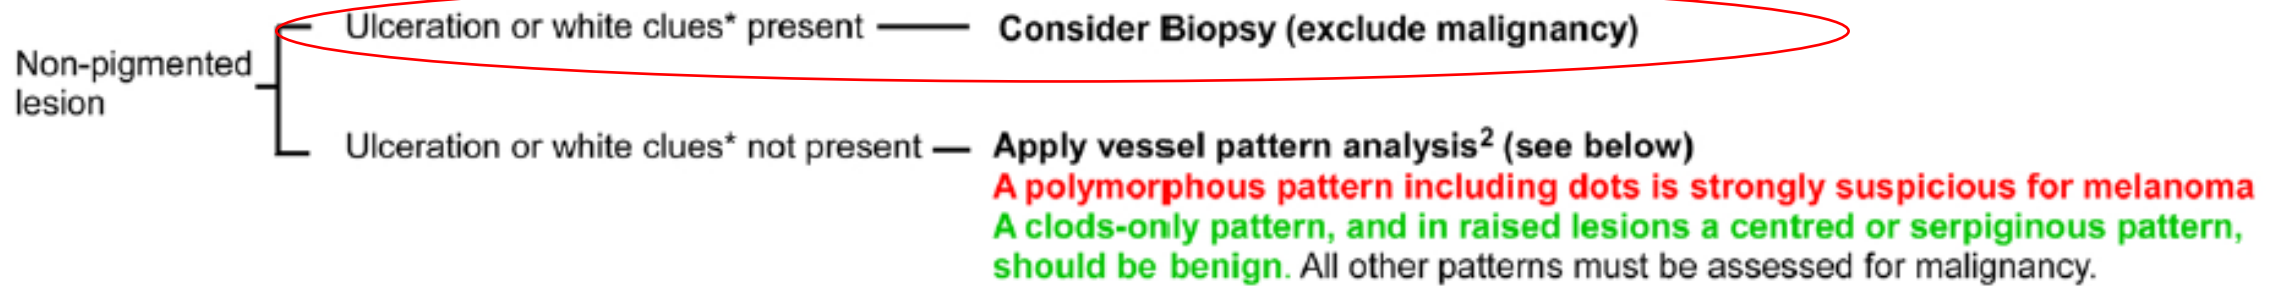 Ulceration or white clues* present Consider Biopsy (exclude malignancy)
Non-pigmented
lesion
Ulceration or white clues* not present Apply vessel pattern analysis² (see below)
A polymorphous pattern including dots is strongly suspicious for melanoma
A clods-only pattern, and in raised lesions a centred or serpiginous pattern,
should be benign. All other patterns must be assessed for malignancy.